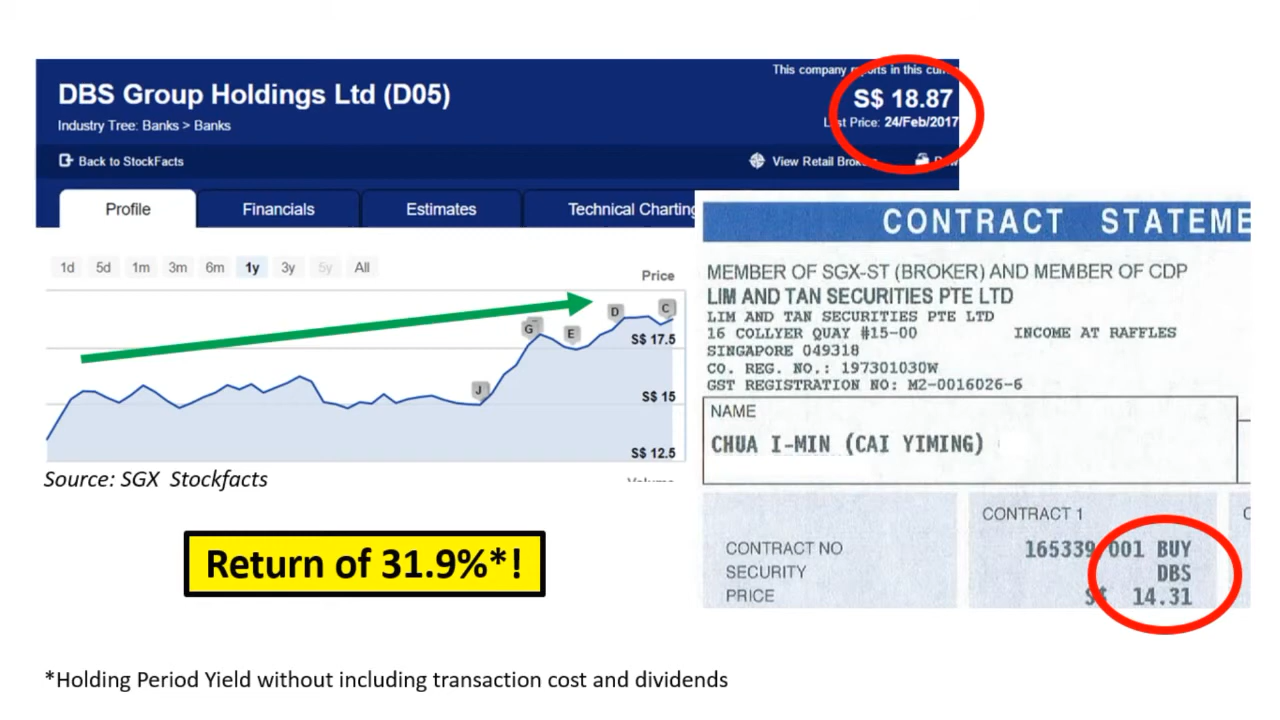 This company reports in this
DBS Group Holdings Ltd (D05)
S$ 18.87
Industry Tree: Banks > Banks
Last Price: 24/Feb/2017
Back to StockFacts
View Retail
Profile
Financials
Estimates
Technical Charting
1d 5d 1m 3m 6m 1y 3y 5y All
Price
G
E
D
C
J
S$ 17.5
S$ 15
S$ 12.5
Source: SGX Stockfacts
Return of 31.9%*!
CONTRACT STATEME
MEMBER OF SGX-ST (BROKER) AND MEMBER OF CDP
LIM AND TAN SECURITIES PTE LTD
LIM AND TAN SECURITIES PTE LTD
16 COLLYER QUAY #15-00 INCOME AT RAFFLES
SINGAPORE 049318
CO. REG. NO.: 197301030W
GST REGISTRATION NO: M2-0016026-6
NAME
CHUA I-MIN (CAI YIMING)
CONTRACT 1
CONTRACT NO 165339/001 BUY
SECURITY DBS
PRICE S$ 14.31
*Holding Period Yield without including transaction cost and dividends